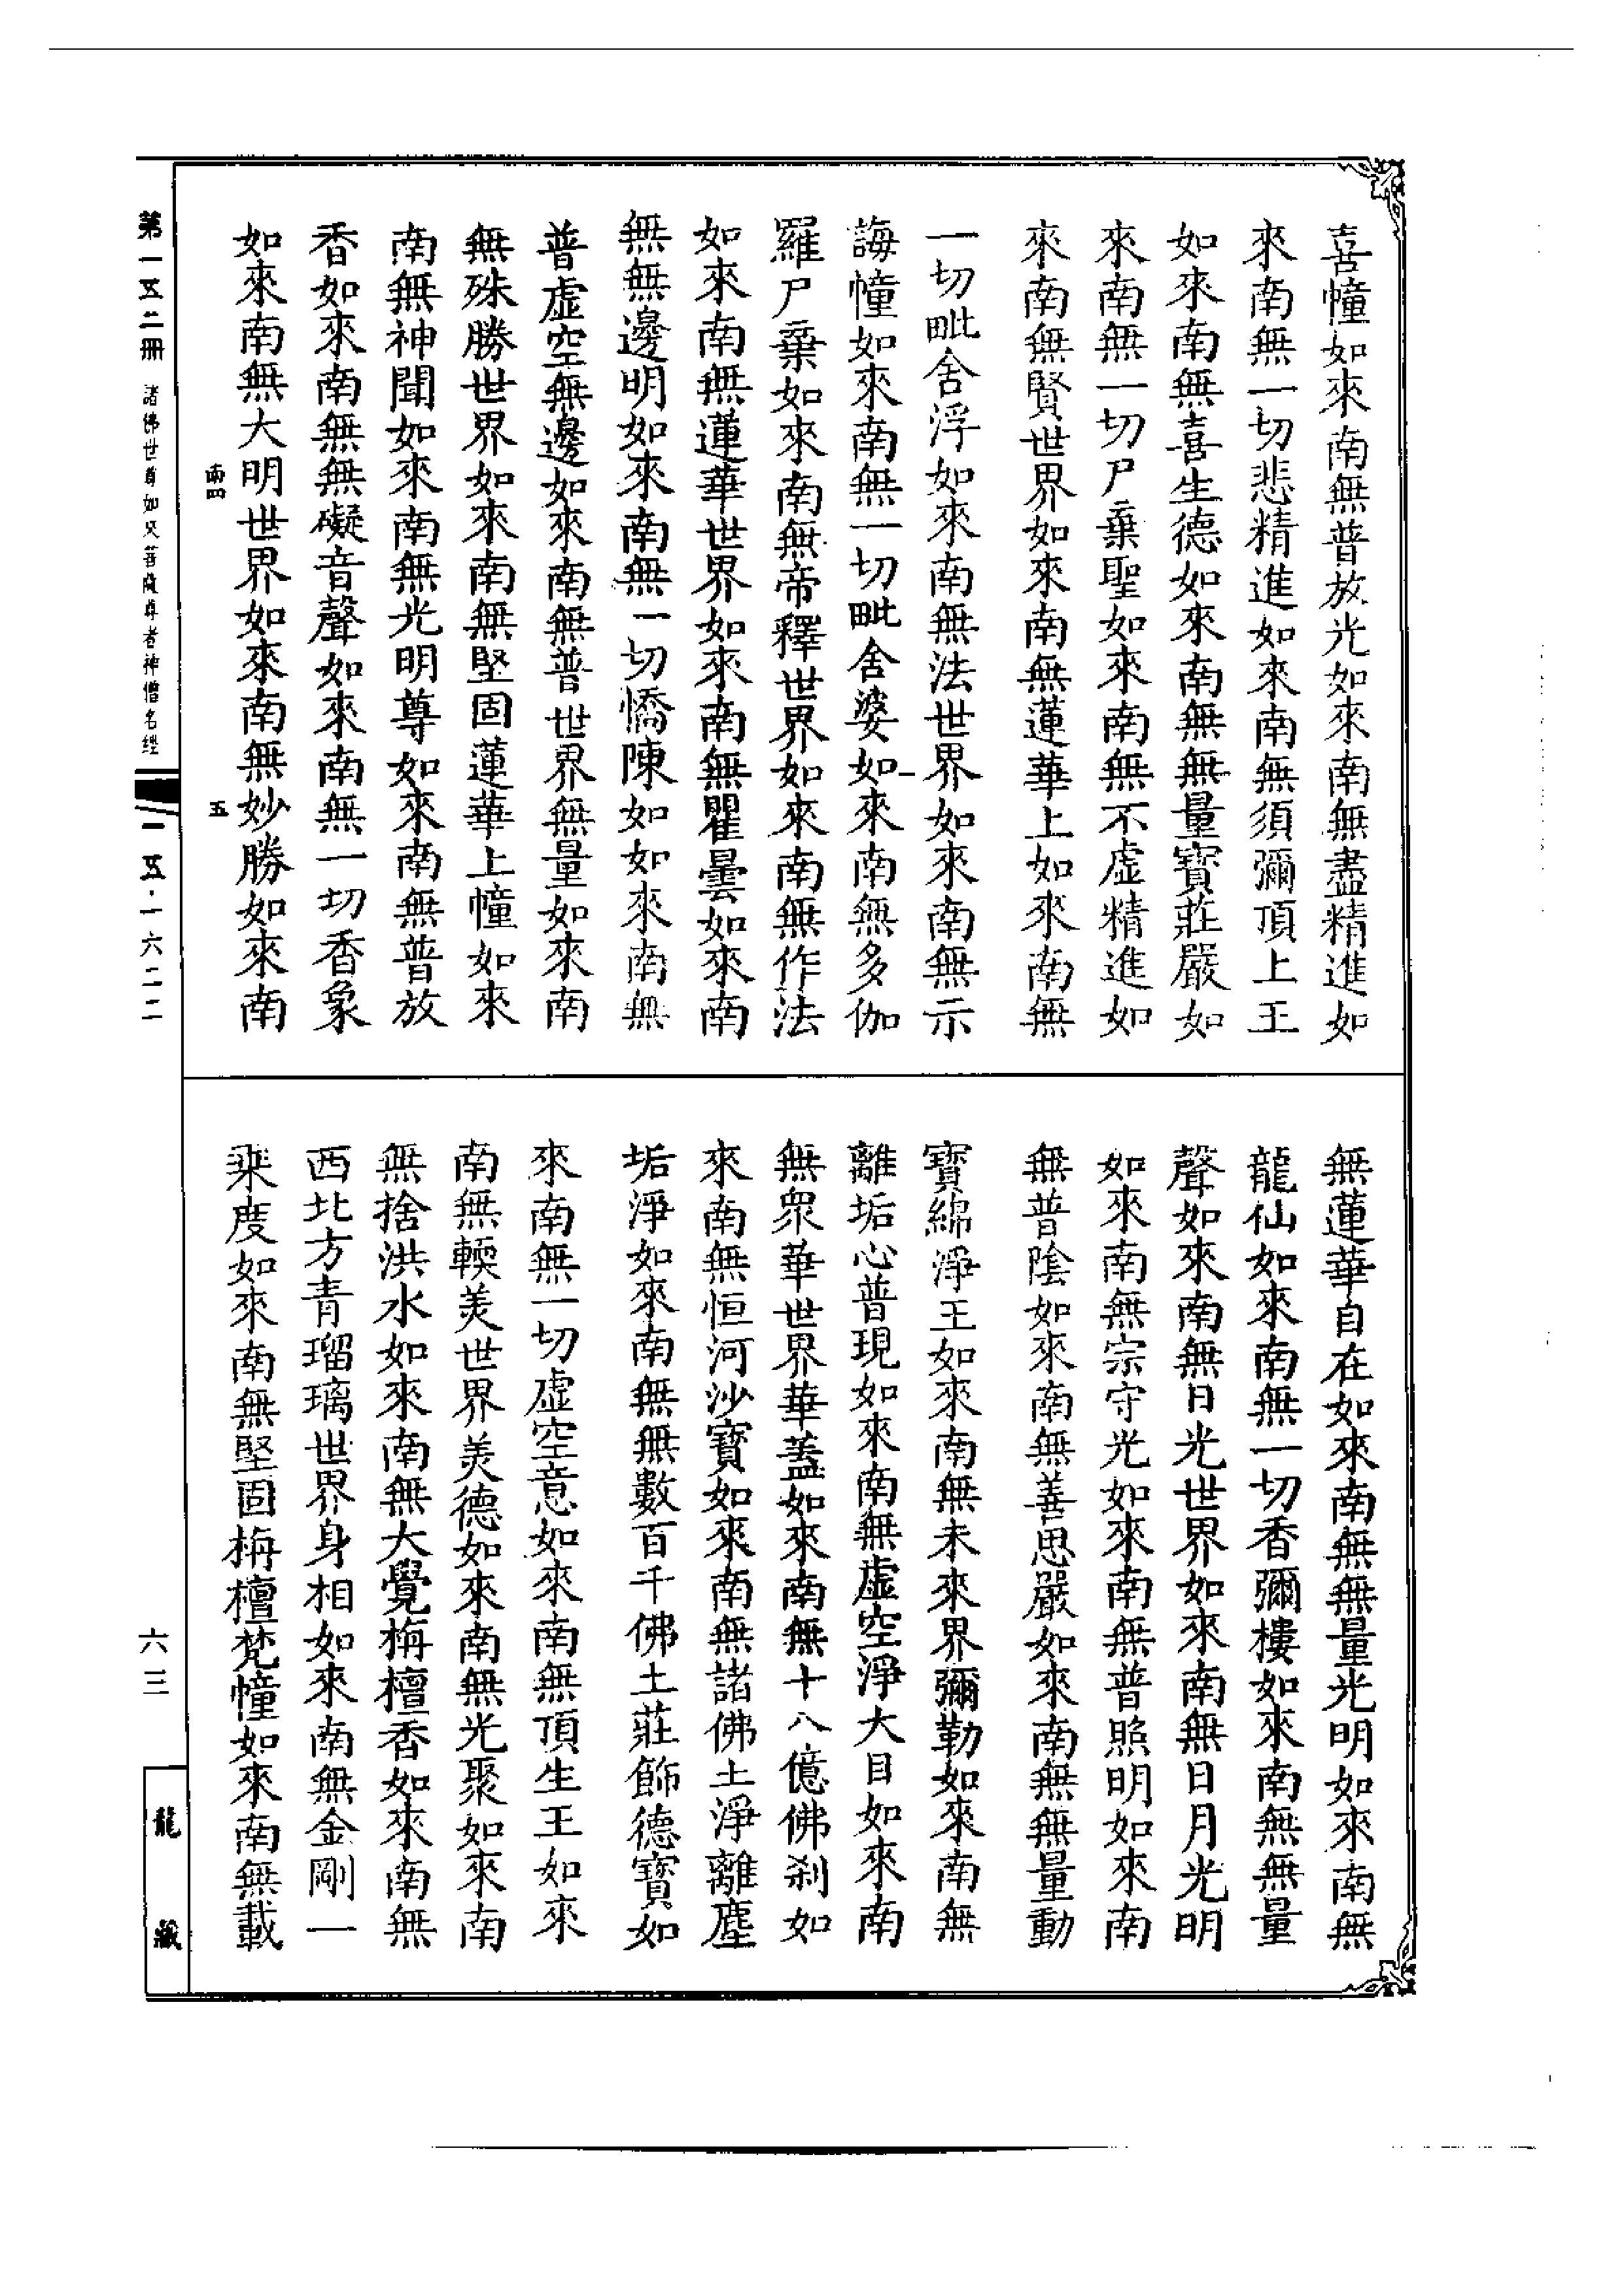 喜幢如來南無普放光如來南無盡精進如
來南無一切悲精進如來南無須彌頂上王
如來南無喜生德如來南無無量寶莊嚴如
來南無一切尸棄聖如來南無不虛精進如
來南無賢世界如來南無蓮華上如來南無
一切毗舍浮如來南無法世界如來南無示
誨幢如來南無一切毗舍婆如來南無多伽
羅尸棄如來南無帝釋世界如來南無作法
如來南無蓮華世界如來南無瞿曇如來南
無無邊明如來南無一切憍陳如如來南無
普虛空無邊如來南無普世界無量如來南
無殊勝世界如來南無堅固蓮華上幢如來
南無神聞如來南無光明尊如來南無普放
香如來南無無礙音聲如來南無一切香象
如來南無大明世界如來南無妙勝如來南
無蓮華自在如來南無無量光明如來南無
龍仙如來南無一切香彌樓如來南無無量
聲如來南無日光世界如來南無日月光明
如來南無宗守光如來南無普照明如來南
無普陰如來南無善思嚴如來南無無量動
寶綿淨王如來南無未來界彌勒如來南無
離垢心普現如來南無虛空淨大目如來南
無眾華世界華蓋如來南無十八億佛剎如
來南無恒河沙寶如來南無諸佛土淨離塵
垢淨如來南無無數百千佛土莊飾德寶如
來南無一切虛空意如來南無頂生王如來
南無輭美世界美德如來南無光聚如來南
無捨洪水如來南無大覺栴檀香如來南無
西北方青瑠璃世界身相如來南無金剛一
乘度如來南無堅固栴檀梵幢如來南無載
南四
五
第一五二冊 諸佛世尊如來菩薩尊者神僧名經
一五·一六二二
六三
龍藏